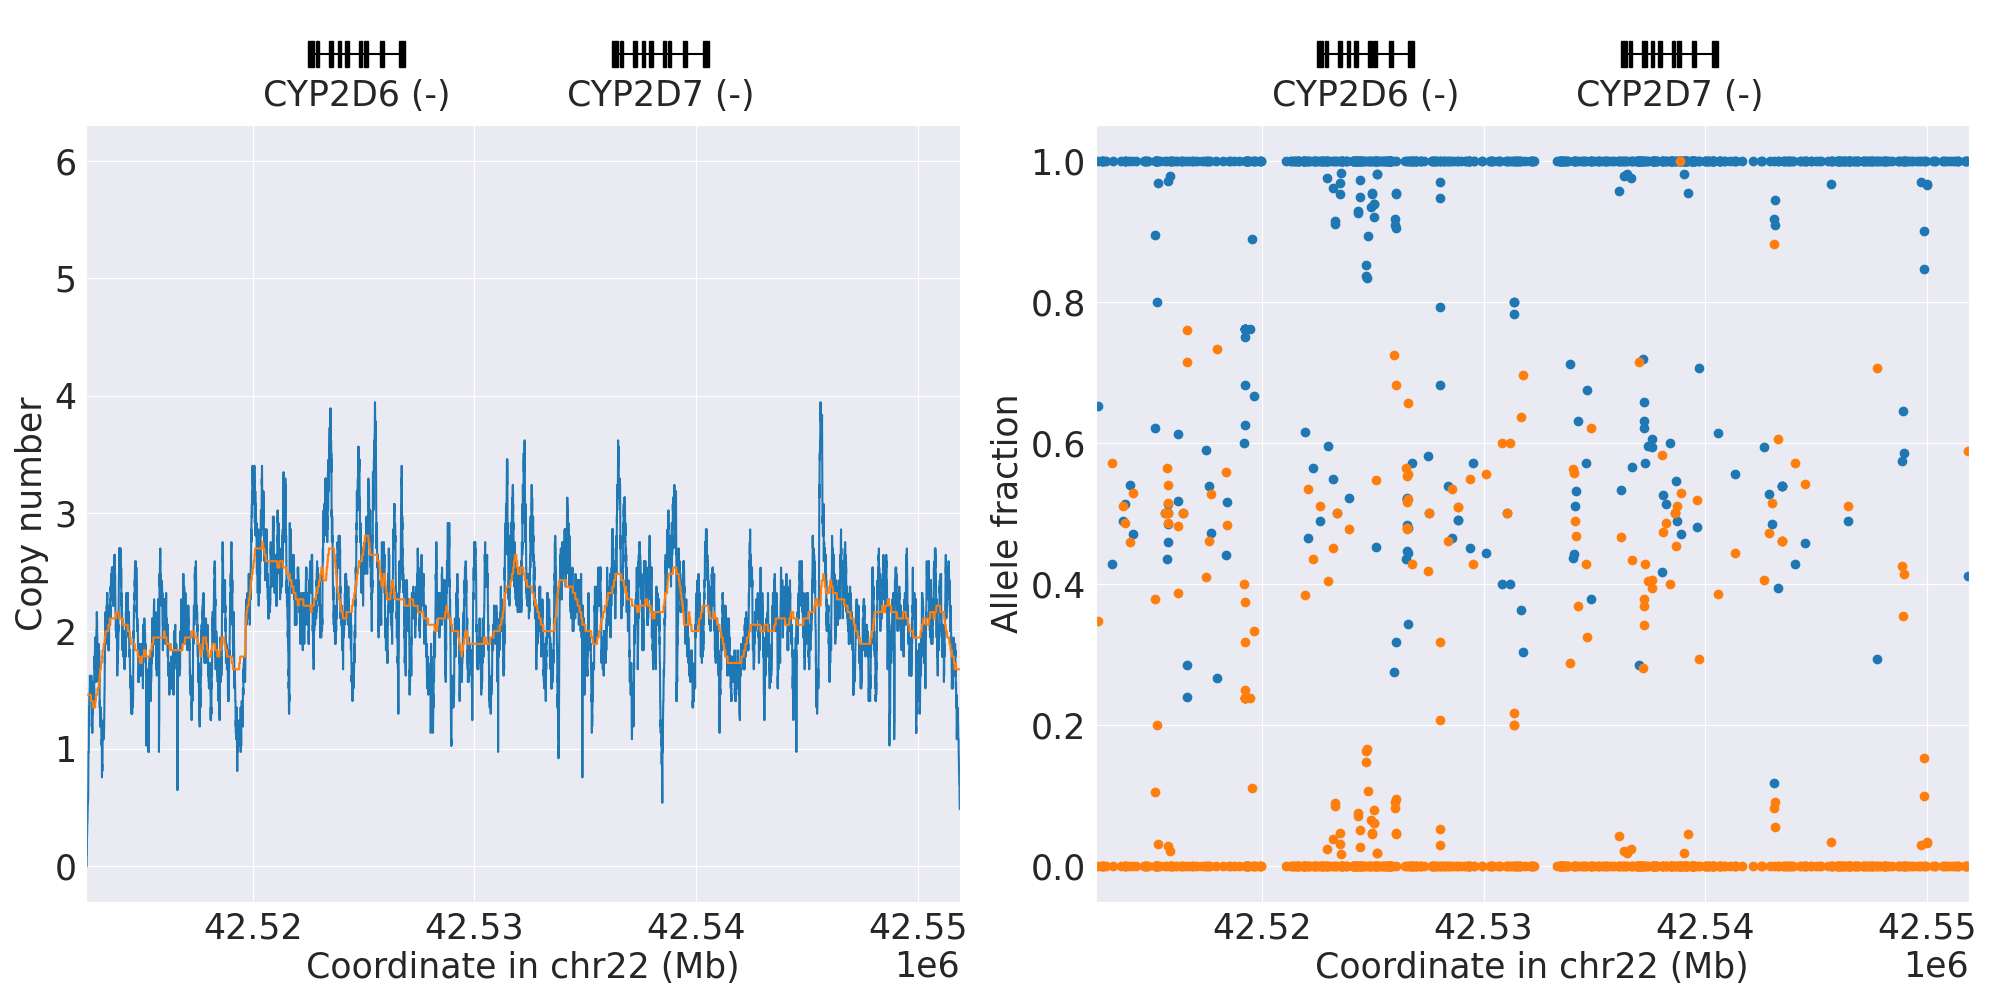 CYP2D6 (-) CYP2D7 (-)
6
5
4
3
2
1
0
Copy number
42.52 42.53 42.54 42.55
Coordinate in chr22 (Mb) 1e6
CYP2D6 (-) CYP2D7 (-)
1.0
0.8
0.6
0.4
0.2
0.0
Allele fraction
42.52 42.53 42.54 42.55
Coordinate in chr22 (Mb) 1e6